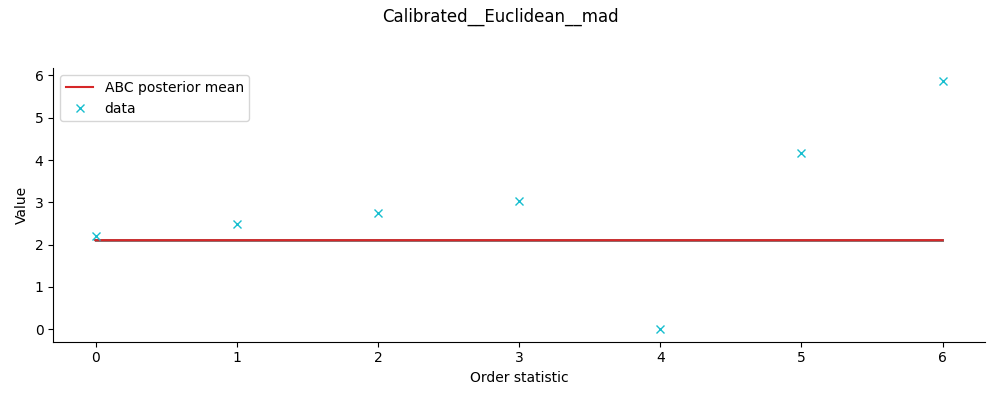 Calibrated__Euclidean__mad
ABC posterior mean
data
6
5
4
3
2
1
0
Value
0 1 2 3 4 5 6
Order statistic